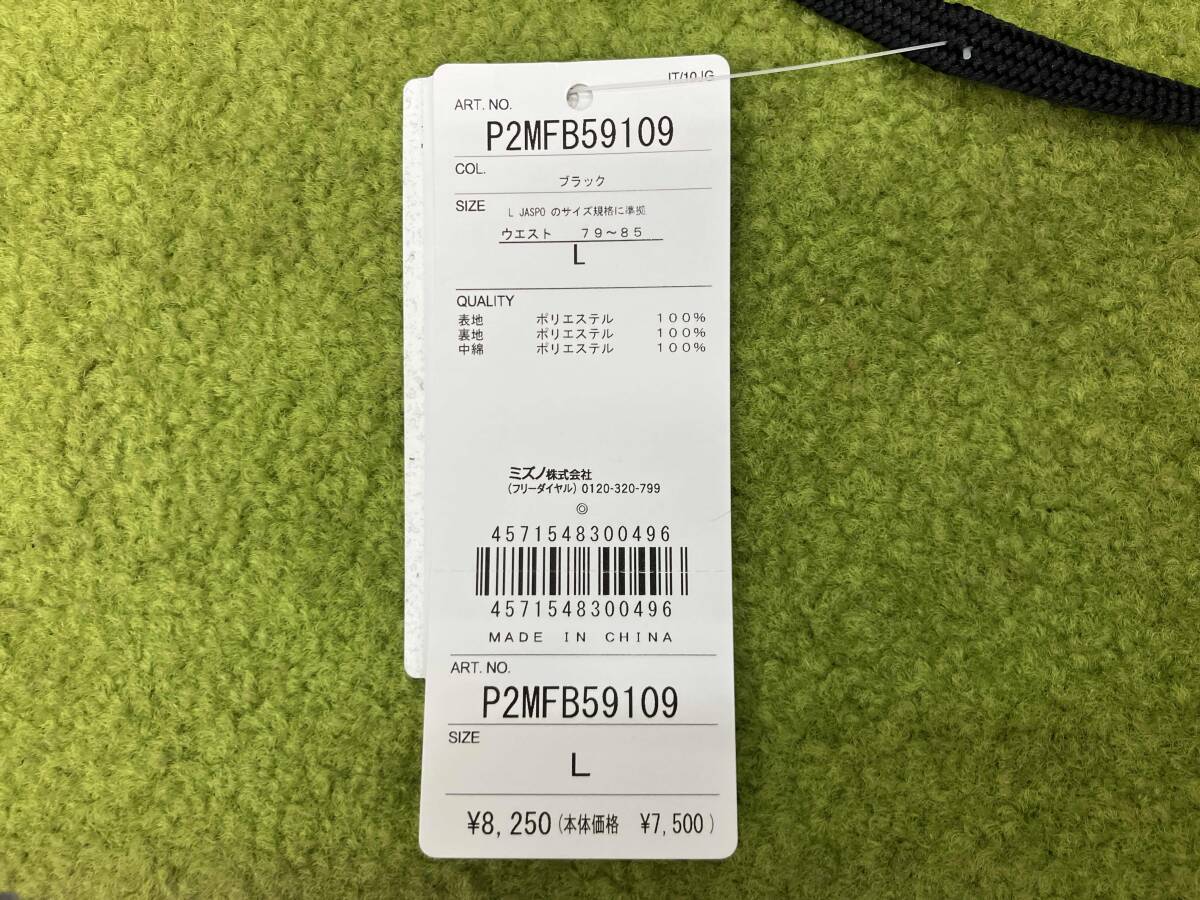 ART. NO.
P2MFB59109
COL.
ブラック
SIZE
L JASPO のサイズ規格に準拠
ウエスト 79~85
L
QUALITY
表地 ポリエステル 100%
裏地 ポリエステル 100%
中綿 ポリエステル 100%
ミズノ株式会社
(フリーダイヤル) 0120-320-799
◎
4571548300496
4571548300496
MADE IN CHINA
ART. NO.
P2MFB59109
SIZE
L
¥8,250 (本体価格 ¥7,500)